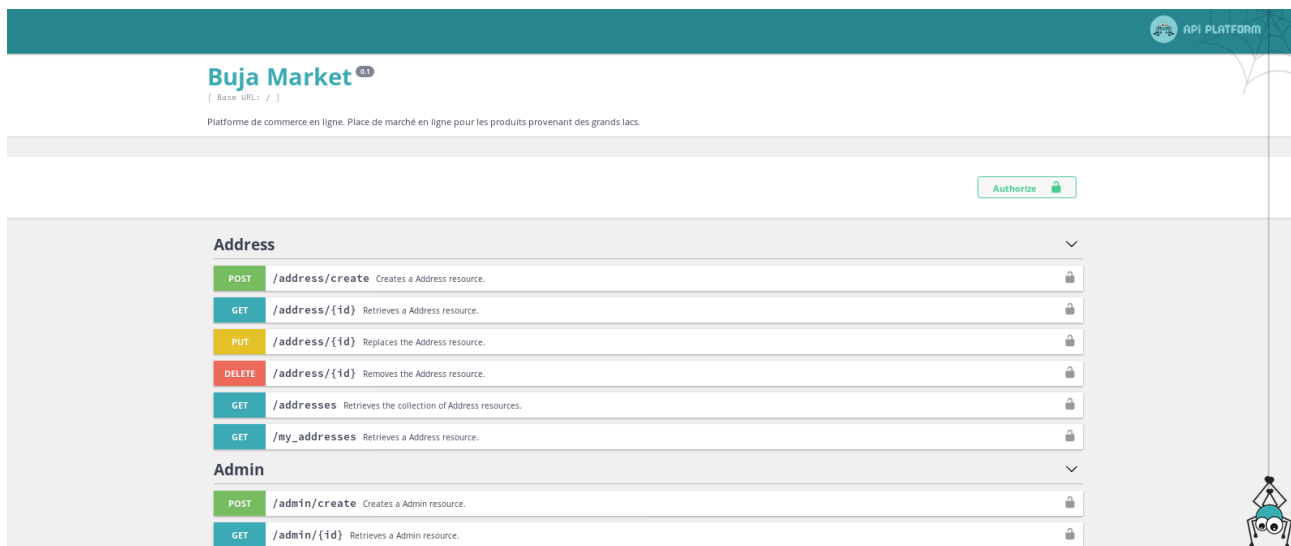 API PLATFORM
Buja Market 0.1
[ Base URL: / ]
Platforme de commerce en ligne. Place de marché en ligne pour les produits provenant des grands lacs.
Authorize
Address
POST /address/create Creates a Address resource.
GET /address/{id} Retrieves a Address resource.
PUT /address/{id} Replaces the Address resource.
DELETE /address/{id} Removes the Address resource.
GET /addresses Retrieves the collection of Address resources.
GET /my_addresses Retrieves a Address resource.
Admin
POST /admin/create Creates a Admin resource.
GET /admin/{id} Retrieves a Admin resource.